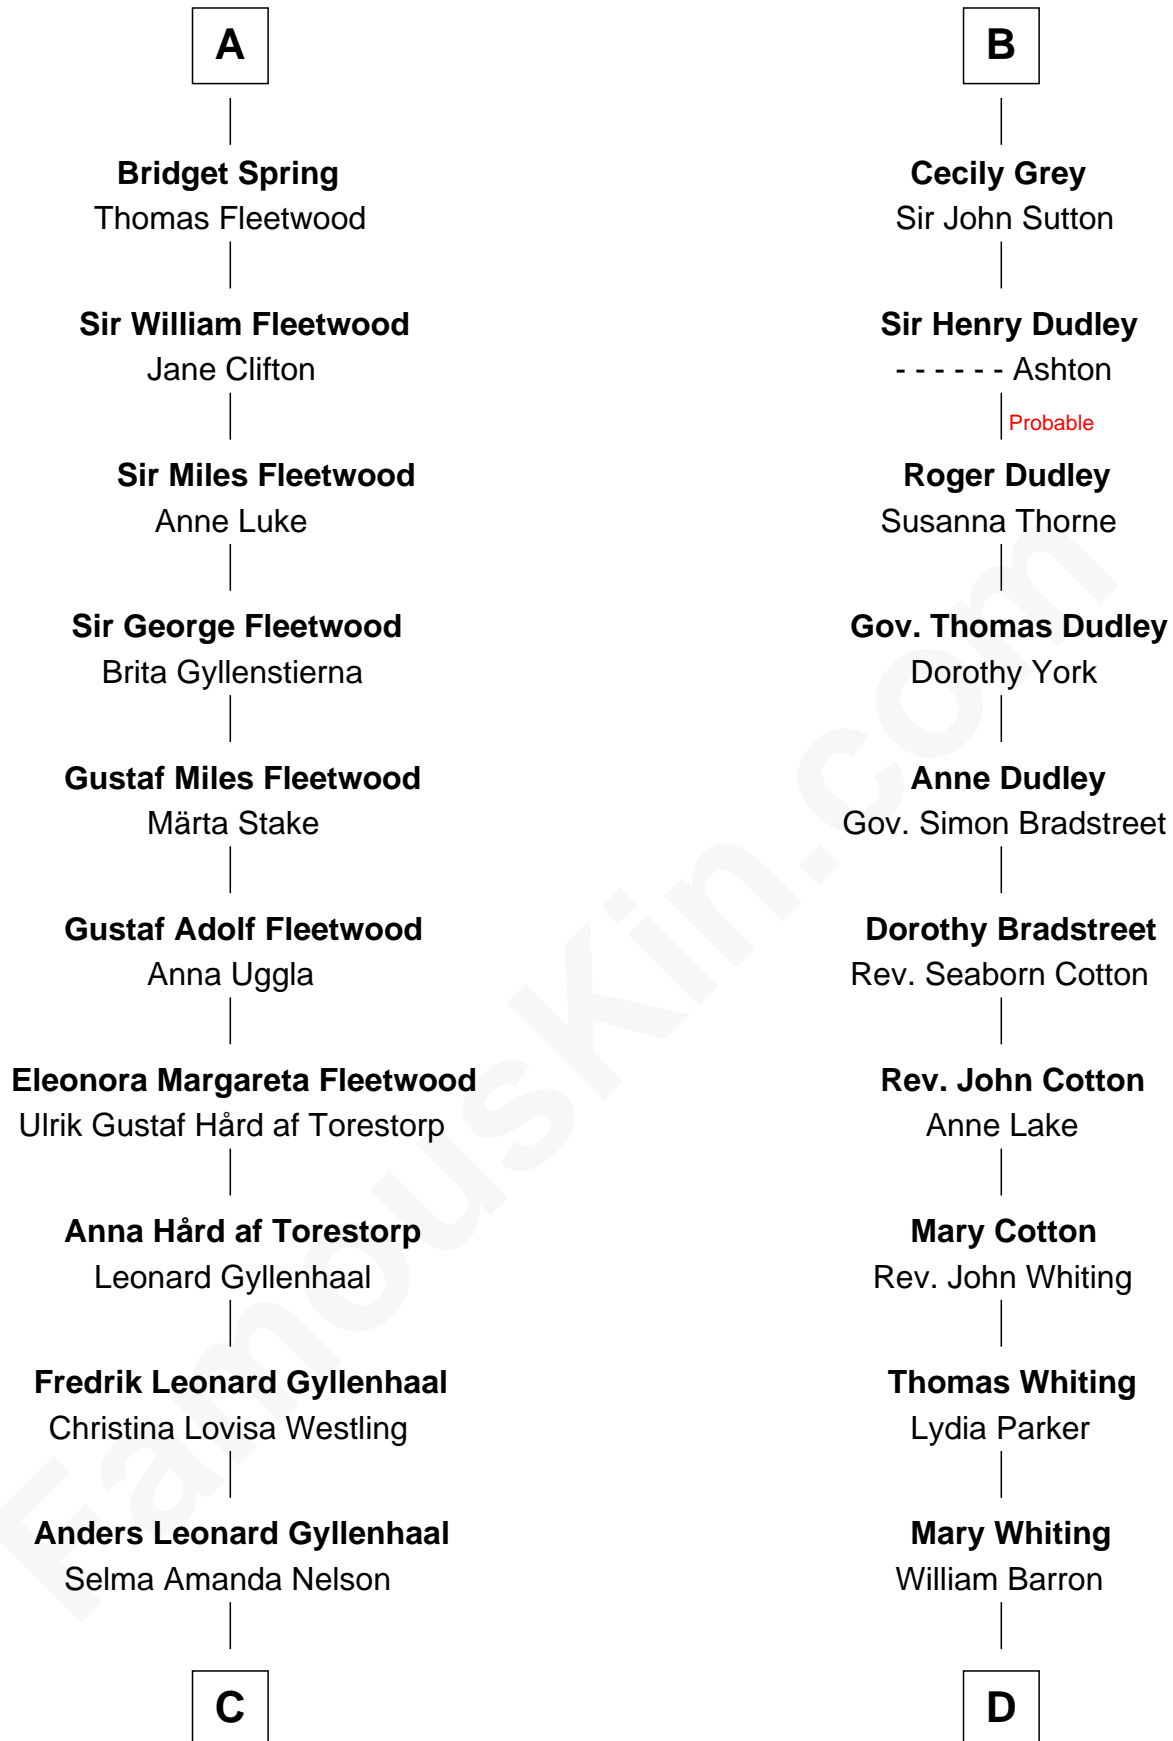 A
Bridget Spring
Thomas Fleetwood
Sir William Fleetwood
Jane Clifton
Sir Miles Fleetwood
Anne Luke
Sir George Fleetwood
Brita Gyllenstierna
Gustaf Miles Fleetwood
Märta Stake
Gustaf Adolf Fleetwood
Anna Uggla
Eleonora Margareta Fleetwood
Ulrik Gustaf Hård af Torestorp
Anna Hård af Torestorp
Leonard Gyllenhaal
Fredrik Leonard Gyllenhaal
Christina Lovisa Westling
Anders Leonard Gyllenhaal
Selma Amanda Nelson
C
B
Cecily Grey
Sir John Sutton
Sir Henry Dudley
- - - - - - Ashton
Probable
Roger Dudley
Susanna Thorne
Gov. Thomas Dudley
Dorothy York
Anne Dudley
Gov. Simon Bradstreet
Dorothy Bradstreet
Rev. Seaborn Cotton
Rev. John Cotton
Anne Lake
Mary Cotton
Rev. John Whiting
Thomas Whiting
Lydia Parker
Mary Whiting
William Barron
D
FamousKin.com